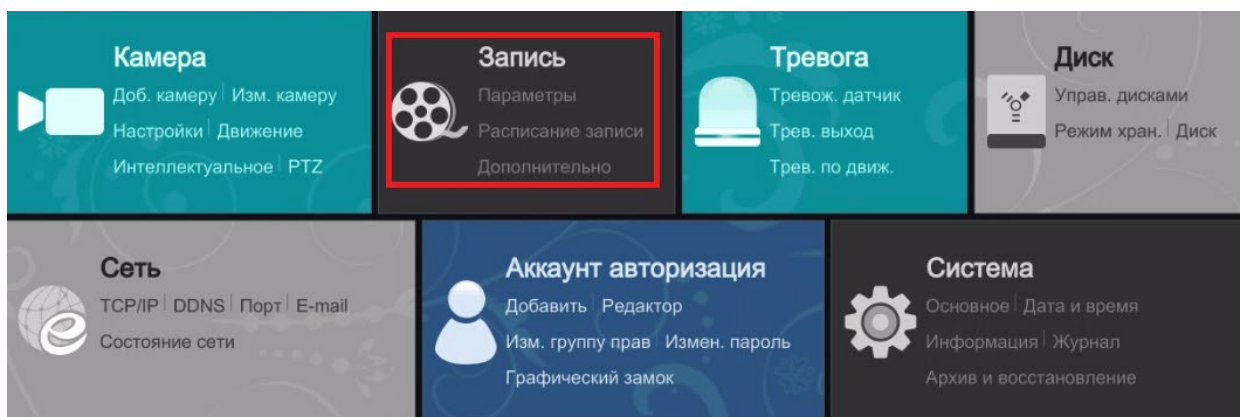 Камера
Доб. камеру | Изм. камеру
Настройки | Движение
Интеллектуальное | PTZ
Запись
Параметры
Расписание записи
Дополнительно
Тревога
Тревож. датчик
Трев. выход
Трев. по движ.
Диск
Управ. дисками
Режим хран. | Диск
Сеть
TCP/IP | DDNS | Порт | E-mail
Состояние сети
Аккаунт авторизация
Добавить | Редактор
Изм. группу прав | Измен. пароль
Графический замок
Система
Основное | Дата и время
Информация | Журнал
Архив и восстановление